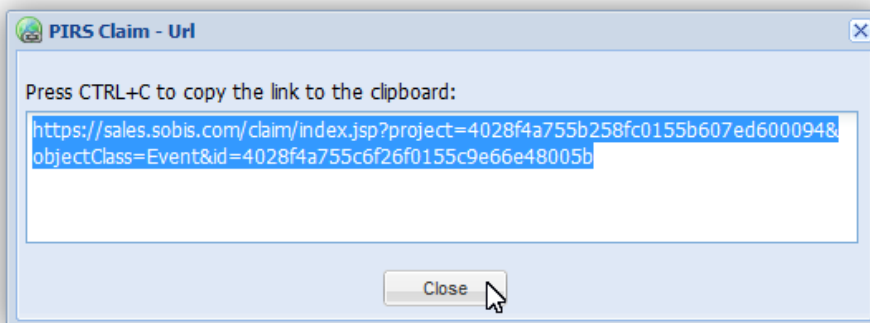 PIRS Claim - Url
Press CTRL+C to copy the link to the clipboard:
https://sales.sobis.com/claim/index.jsp?project=4028f4a755b258fc0155b607ed600094&
objectClass=Event&id=4028f4a755c6f26f0155c9e66e48005b
Close